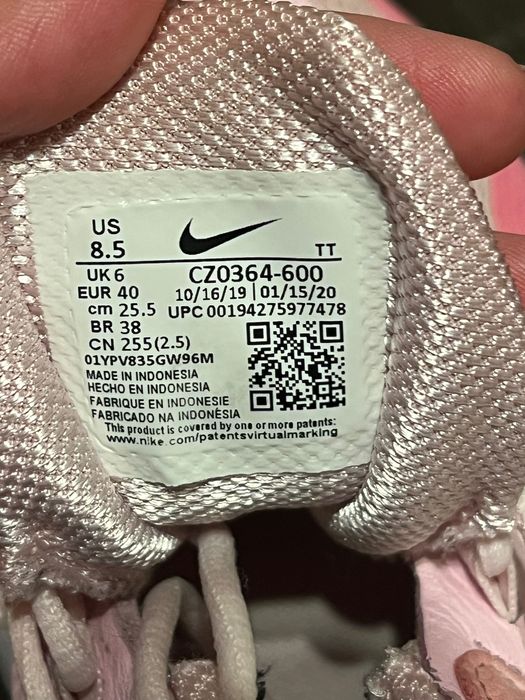 US
8.5
TT
UK 6
CZ0364-600
EUR 40
10/16/19 | 01/15/20
cm 25.5
UPC 00194275977478
BR 38
CN 255(2.5)
01YPV835GW96M
MADE IN INDONESIA
HECHO EN INDONESIA
FABRIQUE EN INDONESIE
FABRICADO NA INDONÉSIA
This product is covered by one or more patents:
www.nike.com/patentsvirtualmarking